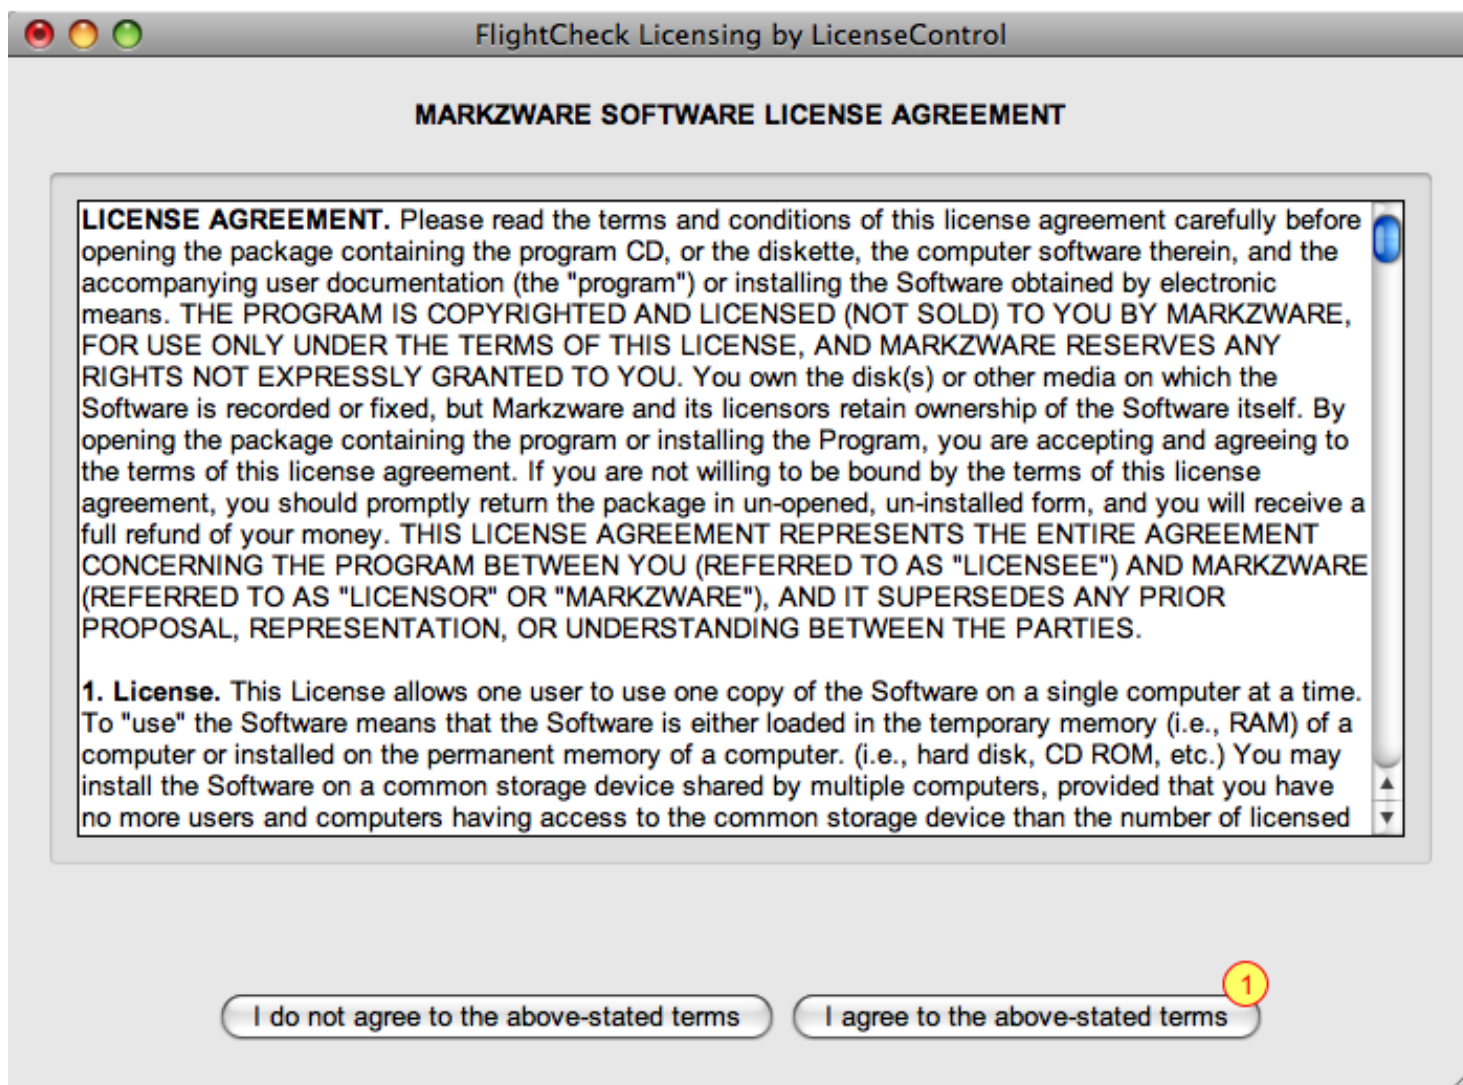 FlightCheck Licensing by LicenseControl
MARKZWARE SOFTWARE LICENSE AGREEMENT
LICENSE AGREEMENT. Please read the terms and conditions of this license agreement carefully before
opening the package containing the program CD, or the diskette, the computer software therein, and the
accompanying user documentation (the "program") or installing the Software obtained by electronic
means. THE PROGRAM IS COPYRIGHTED AND LICENSED (NOT SOLD) TO YOU BY MARKZWARE,
FOR USE ONLY UNDER THE TERMS OF THIS LICENSE, AND MARKZWARE RESERVES ANY
RIGHTS NOT EXPRESSLY GRANTED TO YOU. You own the disk(s) or other media on which the
Software is recorded or fixed, but Markzware and its licensors retain ownership of the Software itself. By
opening the package containing the program or installing the Program, you are accepting and agreeing to
the terms of this license agreement. If you are not willing to be bound by the terms of this license
agreement, you should promptly return the package in un-opened, un-installed form, and you will receive a
full refund of your money. THIS LICENSE AGREEMENT REPRESENTS THE ENTIRE AGREEMENT
CONCERNING THE PROGRAM BETWEEN YOU (REFERRED TO AS "LICENSEE") AND MARKZWARE
(REFERRED TO AS "LICENSOR" OR "MARKZWARE"), AND IT SUPERSEDES ANY PRIOR
PROPOSAL, REPRESENTATION, OR UNDERSTANDING BETWEEN THE PARTIES.
1. License. This License allows one user to use one copy of the Software on a single computer at a time.
To "use" the Software means that the Software is either loaded in the temporary memory (i.e., RAM) of a
computer or installed on the permanent memory of a computer. (i.e., hard disk, CD ROM, etc.) You may
install the Software on a common storage device shared by multiple computers, provided that you have
no more users and computers having access to the common storage device than the number of licensed
1
I do not agree to the above-stated terms
I agree to the above-stated terms